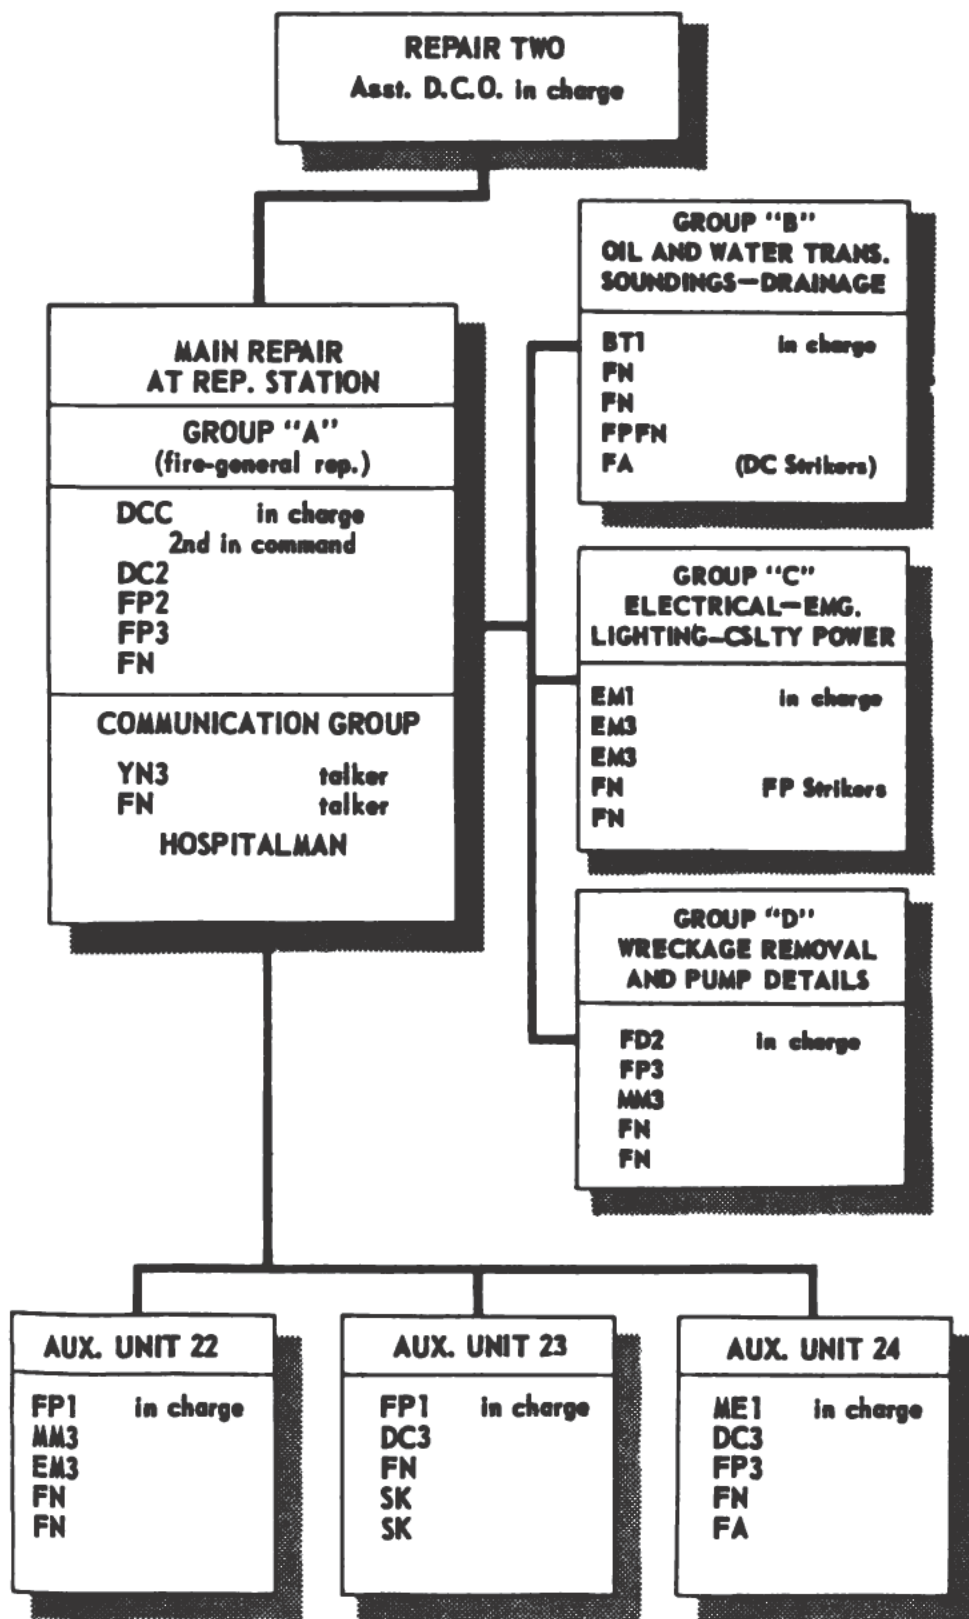 REPAIR TWO
Asst. D.C.O. in charge
MAIN REPAIR
AT REP. STATION
GROUP "A"
(fire-general rep.)
DCC in charge
2nd in command
DC2
FP2
FP3
FN
COMMUNICATION GROUP
YN3 talker
FN talker
HOSPITALMAN
GROUP "B"
OIL AND WATER TRANS.
SOUNDINGS—DRAINAGE
BT1 in charge
FN
FN
FPFN
FA (DC Strikers)
GROUP "C"
ELECTRICAL—EMG.
LIGHTING—CSLTY POWER
EM1 in charge
EM3
EM3
FN FP Strikers
FN
GROUP "D"
WRECKAGE REMOVAL
AND PUMP DETAILS
FD2 in charge
FP3
MM3
FN
FN
AUX. UNIT 22
FP1 in charge
MM3
EM3
FN
FN
AUX. UNIT 23
FP1 in charge
DC3
FN
SK
SK
AUX. UNIT 24
ME1 in charge
DC3
FP3
FN
FA